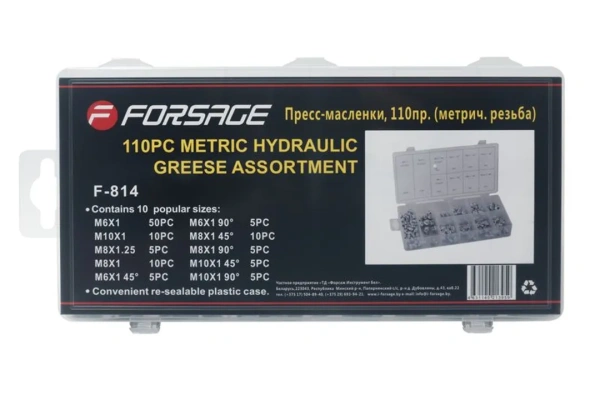 F FORSAGE
Пресс-масленки, 110пр. (метрич. резьба)
110PC METRIC HYDRAULIC
GREESE ASSORTMENT
F-814
• Contains 10 popular sizes:
M6X1 50PC M6X1 90° 5PC
M10X1 10PC M8X1 45° 10PC
M8X1.25 5PC M8X1 90° 5PC
M8X1 10PC M10X1 45° 5PC
M6X1 45° 5PC M10X1 90° 5PC
• Convenient re-sealable plastic case.